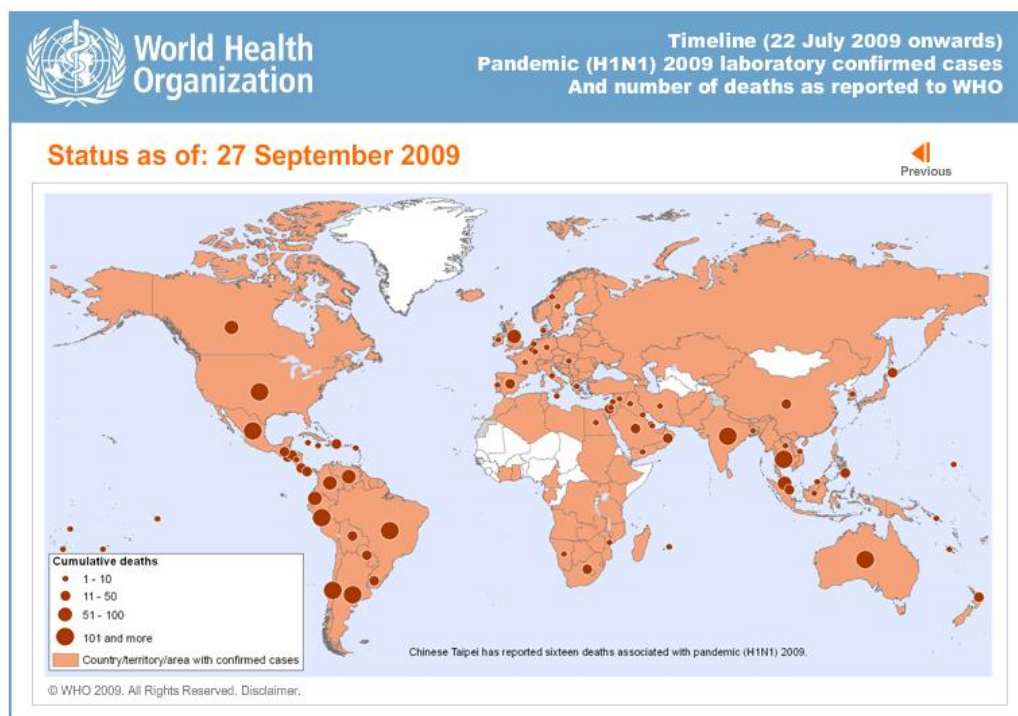 World Health
Organization
Timeline (22 July 2009 onwards)
Pandemic (H1N1) 2009 laboratory confirmed cases
And number of deaths as reported to WHO
Status as of: 27 September 2009
Previous
Cumulative deaths
1 - 10
11 - 50
51 - 100
101 and more
Country/territory/area with confirmed cases
Chinese Taipei has reported sixteen deaths associated with pandemic (H1N1) 2009.
© WHO 2009. All Rights Reserved. Disclaimer.